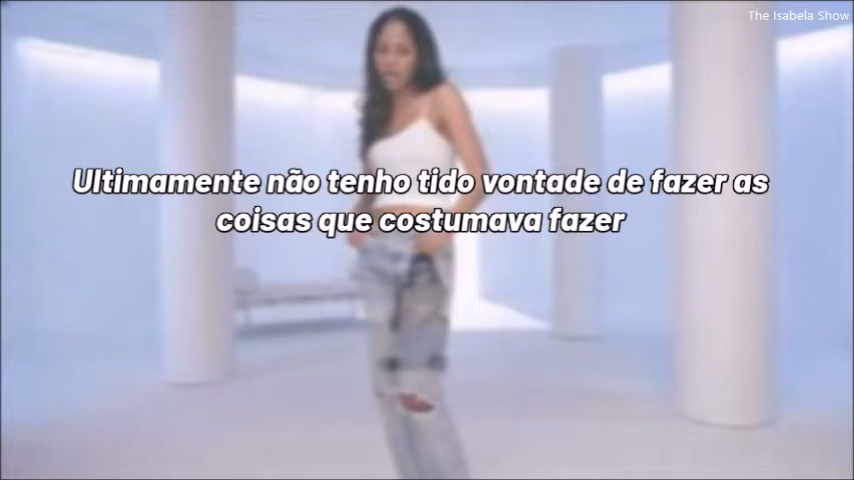 The Isabela Show
Ultimamente não tenho tido vontade de fazer as
coisas que costumava fazer